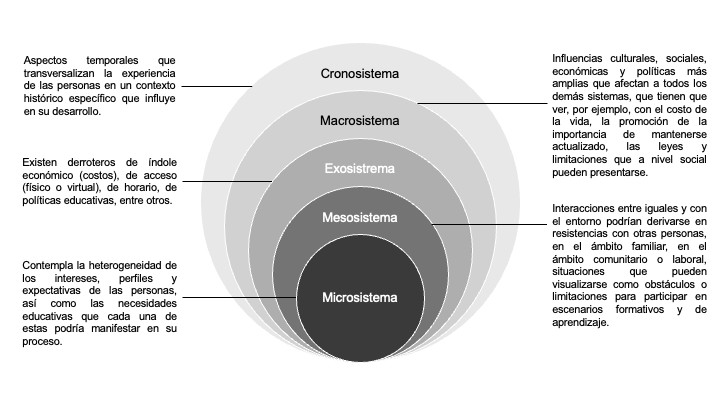 Aspectos temporales que
transversalizan la experiencia
de las personas en un contexto
histórico específico que influye
en su desarrollo.
Existen derroteros de índole
económico (costos), de acceso
(físico o virtual), de horario, de
políticas educativas, entre otros.
Contempla la heterogeneidad de
los intereses, perfiles y
expectativas de las personas,
así como las necesidades
educativas que cada una de
estas podría manifestar en su
proceso.
Cronosistema
Macrosistema
Exosistrema
Mesosistema
Microsistema
Influencias culturales, sociales,
económicas y políticas más
amplias que afectan a todos los
demás sistemas, que tienen que
ver, por ejemplo, con el costo de
la vida, la promoción de la
importancia de mantenerse
actualizado, las leyes y
limitaciones que a nivel social
pueden presentarse.
Interacciones entre iguales y con
el entorno podrían derivarse en
resistencias con otras personas,
en el ámbito familiar, en el
ámbito comunitario o laboral,
situaciones que pueden
visualizarse como obstáculos o
limitaciones para participar en
escenarios formativos y de
aprendizaje.